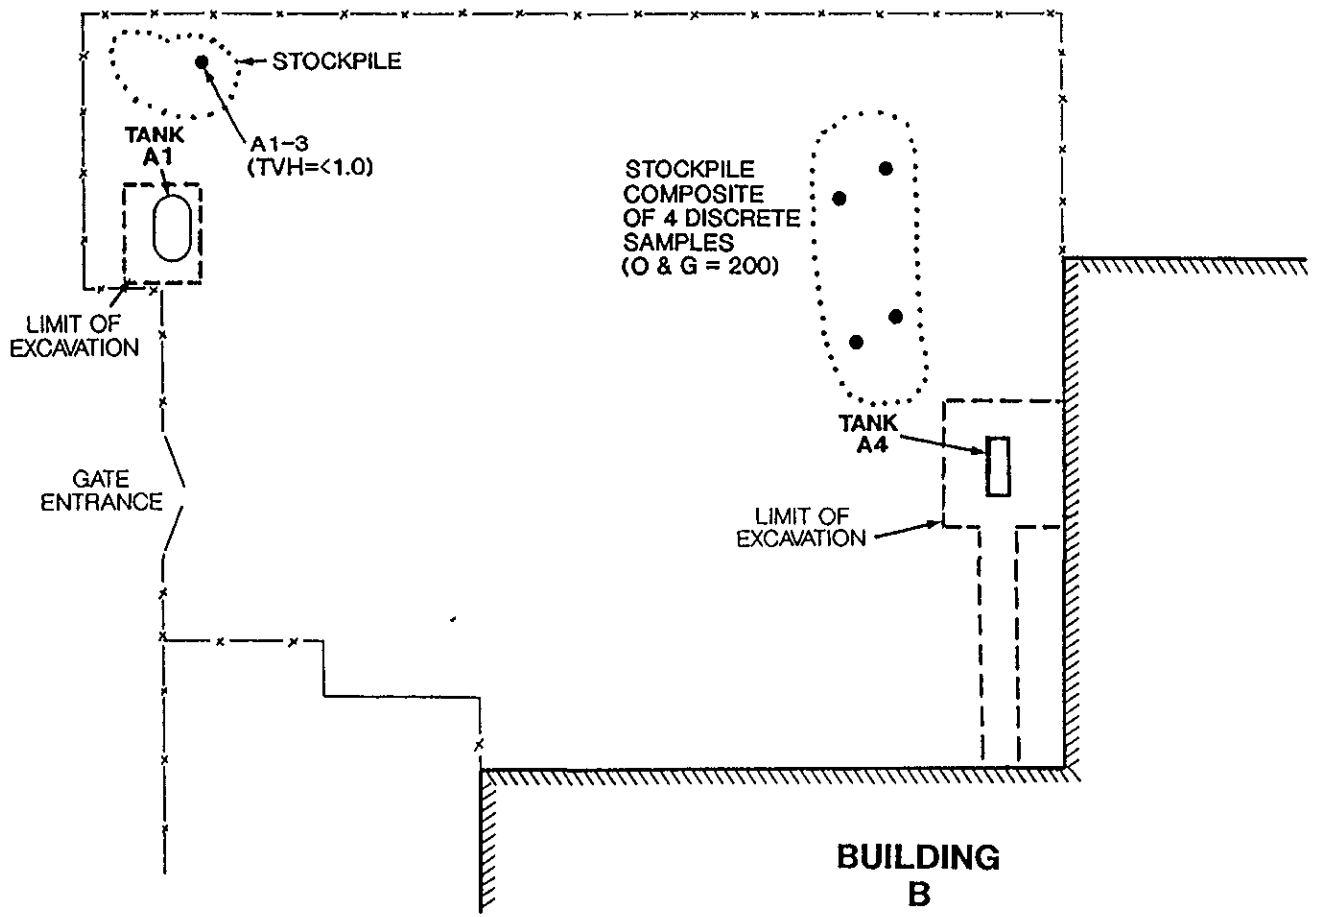 STOCKPILE
TANK
A1
A1-3
(TVH=<1.0)
STOCKPILE
COMPOSITE
OF 4 DISCRETE
SAMPLES
(O & G = 200)
LIMIT OF
EXCAVATION
TANK
A4
GATE
ENTRANCE
LIMIT OF
EXCAVATION
BUILDING
B